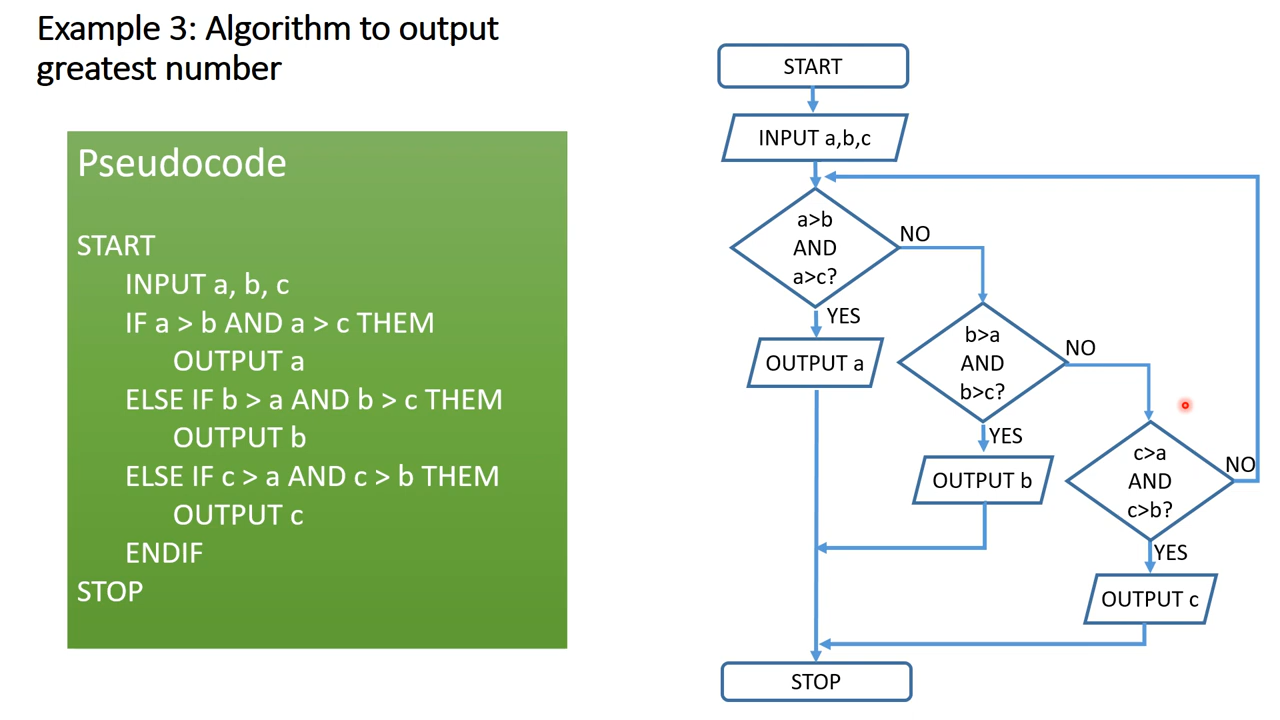 Example 3: Algorithm to output
greatest number
Pseudocode
START
INPUT a, b, c
IF a > b AND a > c THEM
OUTPUT a
ELSE IF b > a AND b > c THEM
OUTPUT b
ELSE IF c > a AND c > b THEM
OUTPUT c
ENDIF
STOP
START
INPUT a,b,c
a>b
AND
a>c?
NO
YES
OUTPUT a
b>a
AND
b>c?
NO
YES
OUTPUT b
c>a
AND
c>b?
NO
YES
OUTPUT c
STOP